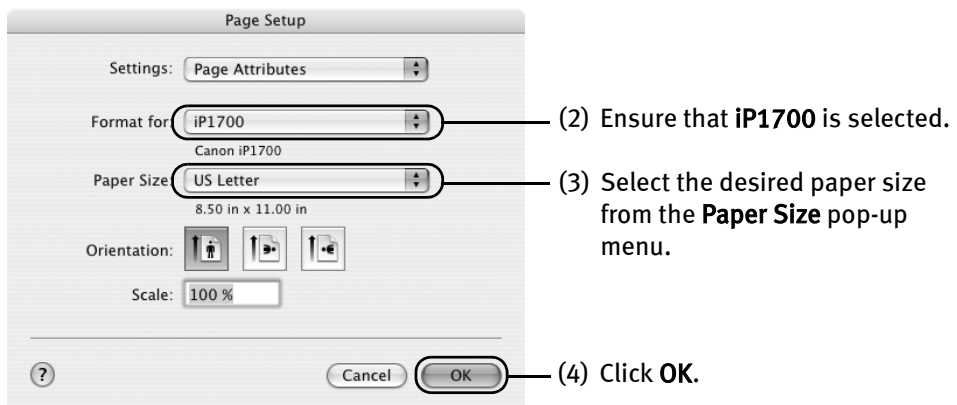 Page Setup
Settings: Page Attributes
Format for: iP1700
Canon iP1700
(2) Ensure that iP1700 is selected.
Paper Size: US Letter
8.50 in x 11.00 in
(3) Select the desired paper size
from the Paper Size pop-up
menu.
Orientation:
Scale: 100 %
?
Cancel
OK
(4) Click OK.